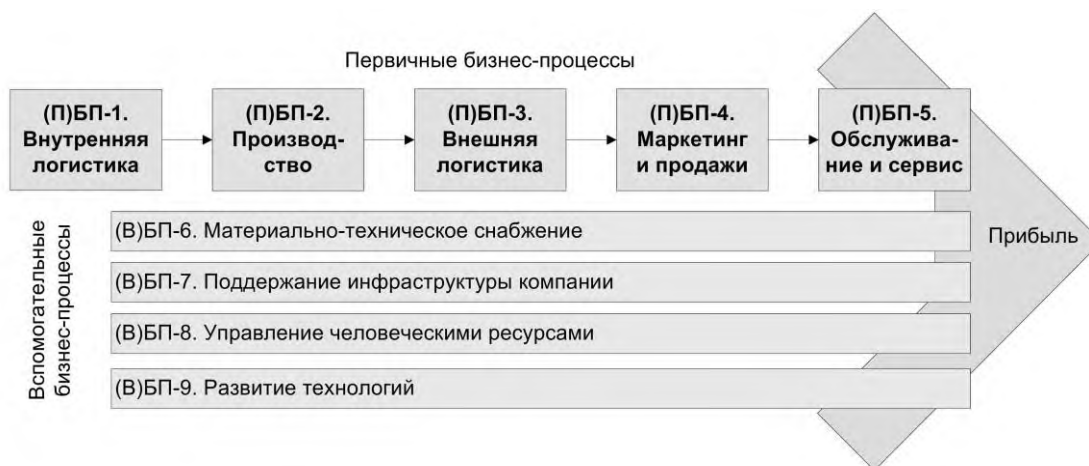 Первичные бизнес-процессы
(П)БП-1.
Внутренняя
логистика
(П)БП-2.
Производ-
ство
(П)БП-3.
Внешняя
логистика
(П)БП-4.
Маркетинг
и продажи
(П)БП-5.
Обслужива-
ние и сервис
Вспомогательные
бизнес-процессы
(В)БП-6. Материально-техническое снабжение
(В)БП-7. Поддержание инфраструктуры компании
(В)БП-8. Управление человеческими ресурсами
(В)БП-9. Развитие технологий
Прибыль